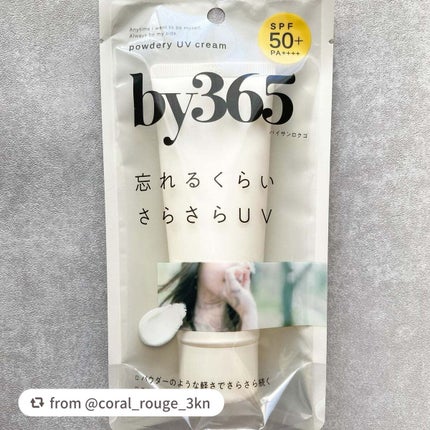 Anytime i want to be myself.
Always be my side.
powdery UV cream
SPF
50+
PA++++
by365
バイサンロクゴ
忘れるくらい
さらさらUV
パウダーのような軽さでさらさら続く
from @coral_rouge_3kn